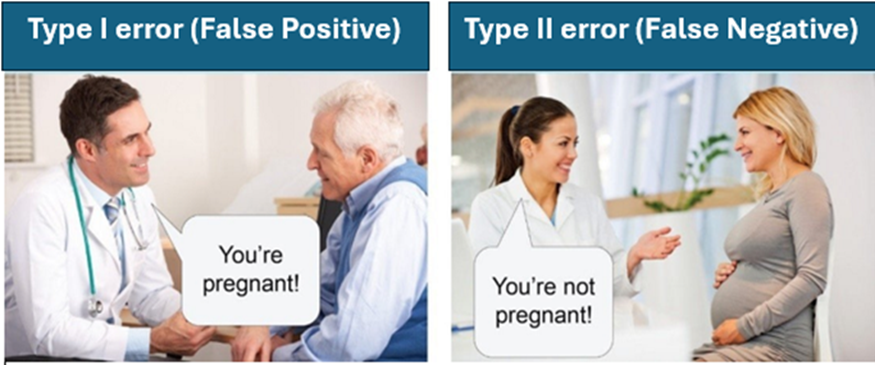 Type I error (False Positive)
Type II error (False Negative)
You're
pregnant!
You're not
pregnant!